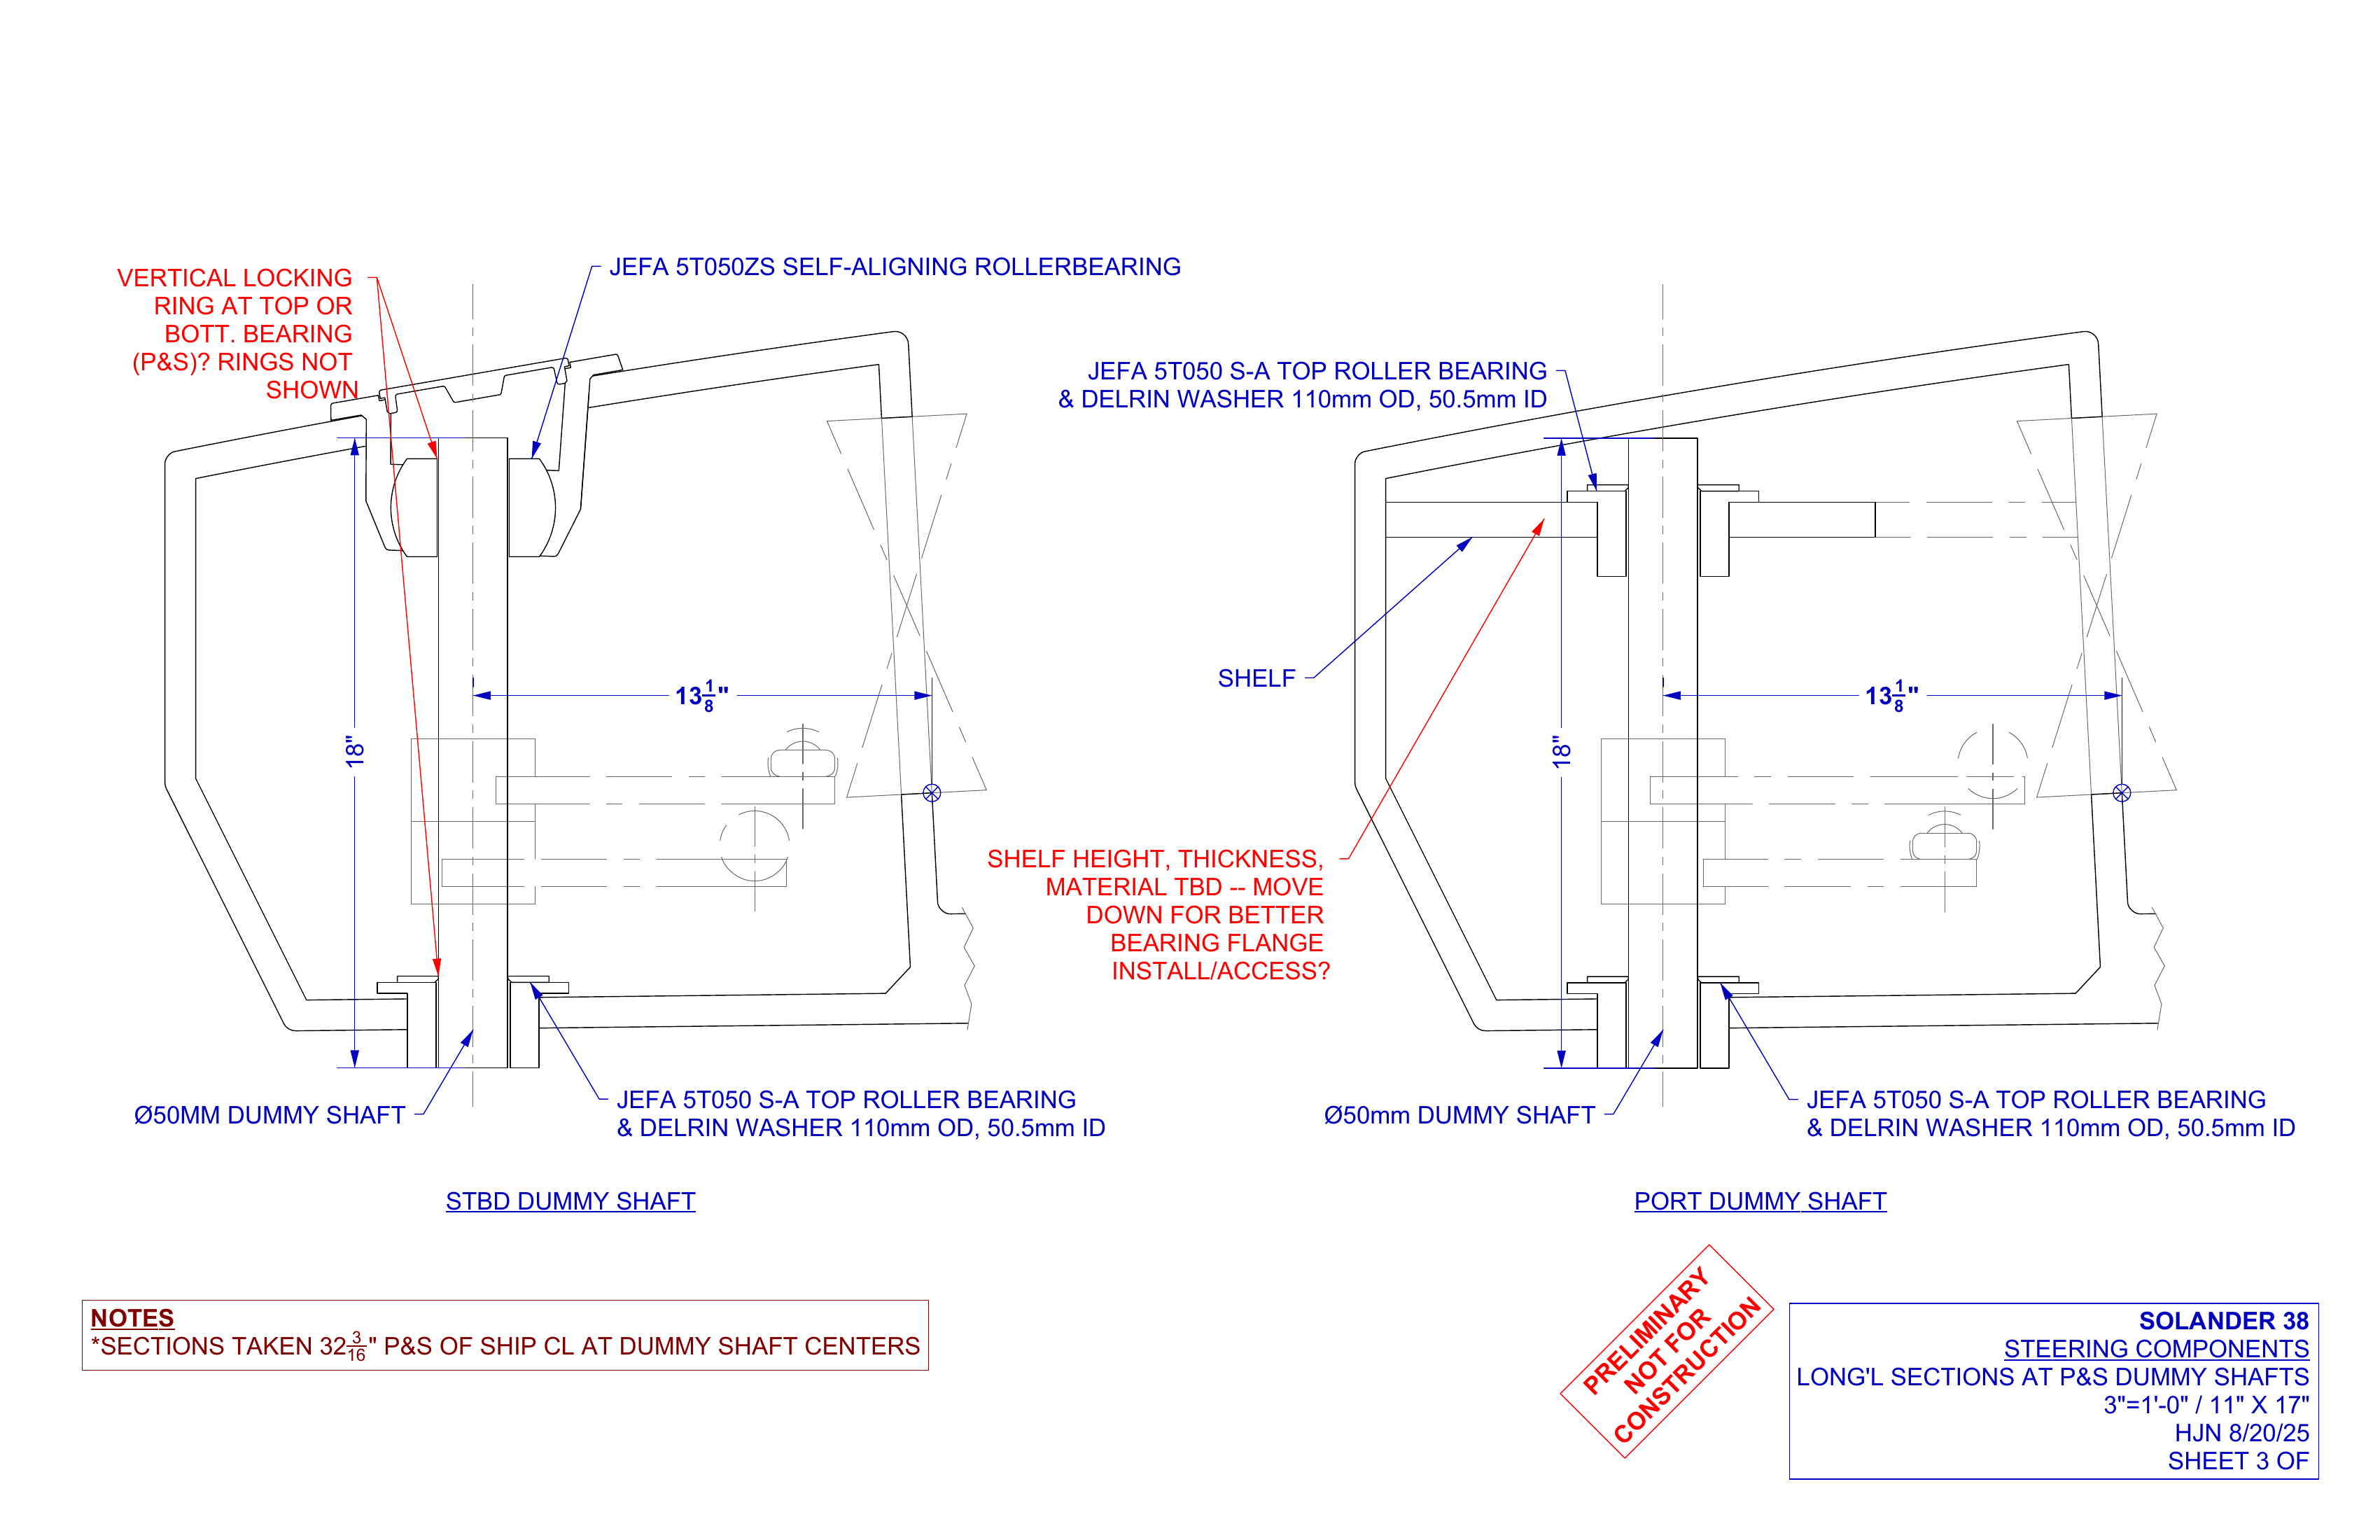 VERTICAL LOCKING
RING AT TOP OR
BOTT. BEARING
(P&S)? RINGS NOT
SHOWN
JEFA 5T050ZS SELF-ALIGNING ROLLERBEARING
18"
13 1/8"
Ø50MM DUMMY SHAFT
JEFA 5T050 S-A TOP ROLLER BEARING
& DELRIN WASHER 110mm OD, 50.5mm ID
STBD DUMMY SHAFT
JEFA 5T050 S-A TOP ROLLER BEARING
& DELRIN WASHER 110mm OD, 50.5mm ID
SHELF
18"
13 1/8"
SHELF HEIGHT, THICKNESS,
MATERIAL TBD -- MOVE
DOWN FOR BETTER
BEARING FLANGE
INSTALL/ACCESS?
Ø50mm DUMMY SHAFT
JEFA 5T050 S-A TOP ROLLER BEARING
& DELRIN WASHER 110mm OD, 50.5mm ID
PORT DUMMY SHAFT
NOTES
*SECTIONS TAKEN 32 3/16" P&S OF SHIP CL AT DUMMY SHAFT CENTERS
PRELIMINARY
NOT FOR
CONSTRUCTION
SOLANDER 38
STEERING COMPONENTS
LONG'L SECTIONS AT P&S DUMMY SHAFTS
3"=1'-0" / 11" X 17"
HJN 8/20/25
SHEET 3 OF